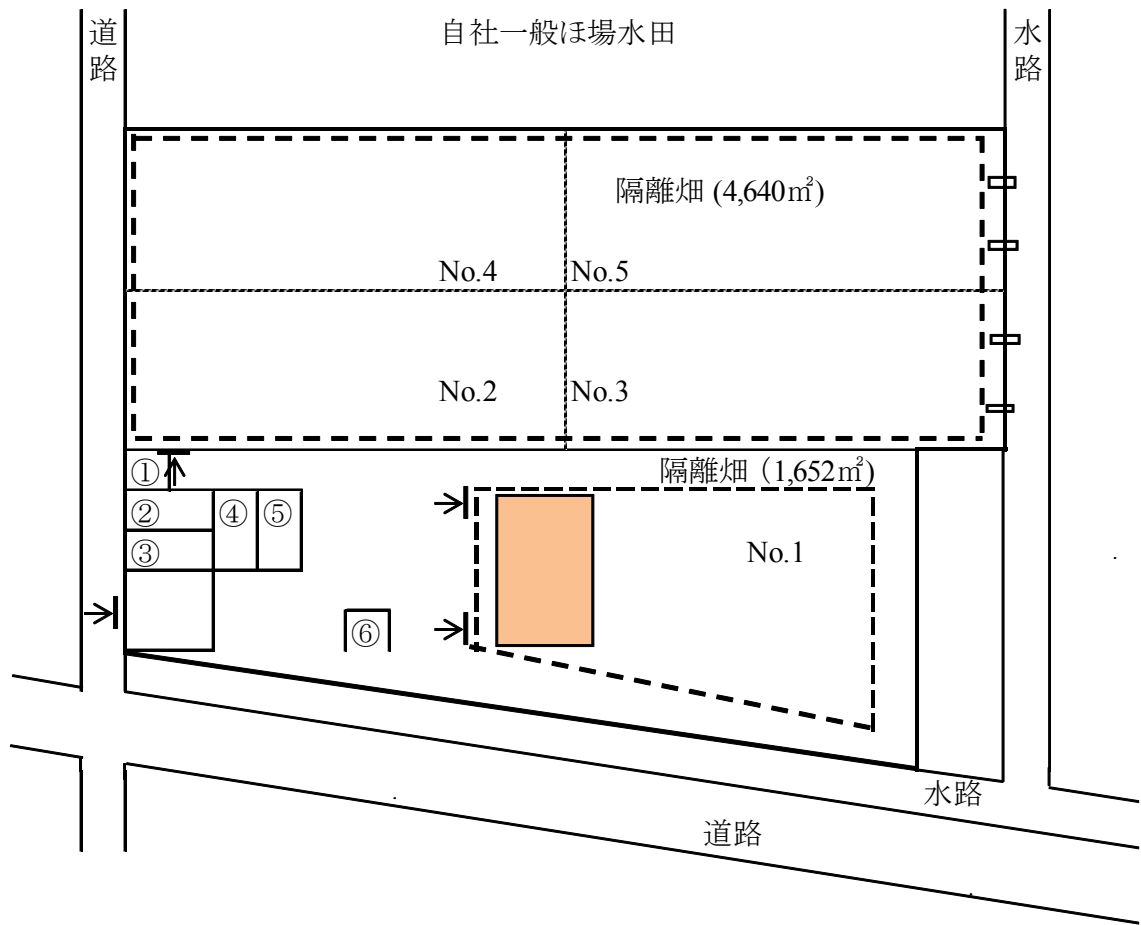 道路
自社一般ほ場水田
水路
隔離畑 (4,640㎡)
No.4
No.5
No.2
No.3
①
隔離畑（1,652㎡）
②
④
⑤
③
No.1
⑥
水路
道路